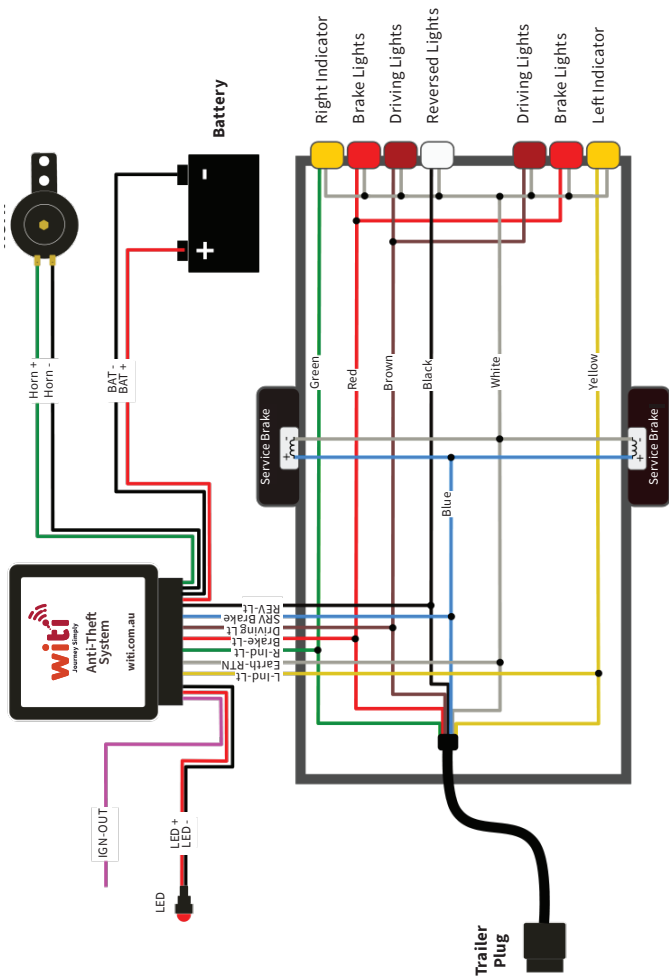 Right Indicator
Brake Lights
Driving Lights
Reversed Lights
Driving Lights
Brake Lights
Left Indicator
Battery
-
+
Horn +
Horn -
BAT -
BAT +
Green
Red
Brown
Black
White
Yellow
Service Brake
+ -
Service Brake
+ -
Blue
witi
Journey Simply
Anti-Theft
System
witi.com.au
REV-Lt
SRV Brake
Driving Lt
Brake-Lt
R-Ind-Lt
Earth-RTN
L-Ind-Lt
IGN-OUT
LED +
LED -
LED
Trailer
Plug